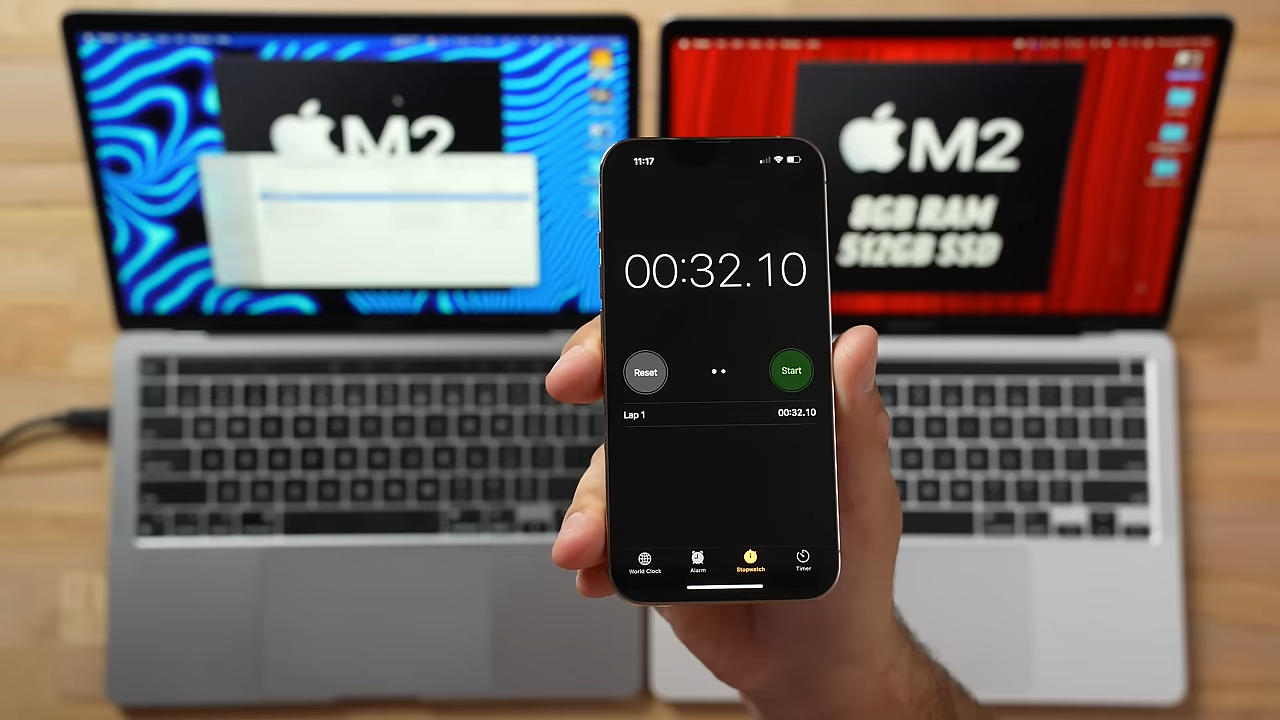 M2
M2
8GB RAM
512GB SSD
11:17
00:32.10
Reset
Start
Lap 1
00:32.10
World Clock
Alarm
Stopwatch
Timer